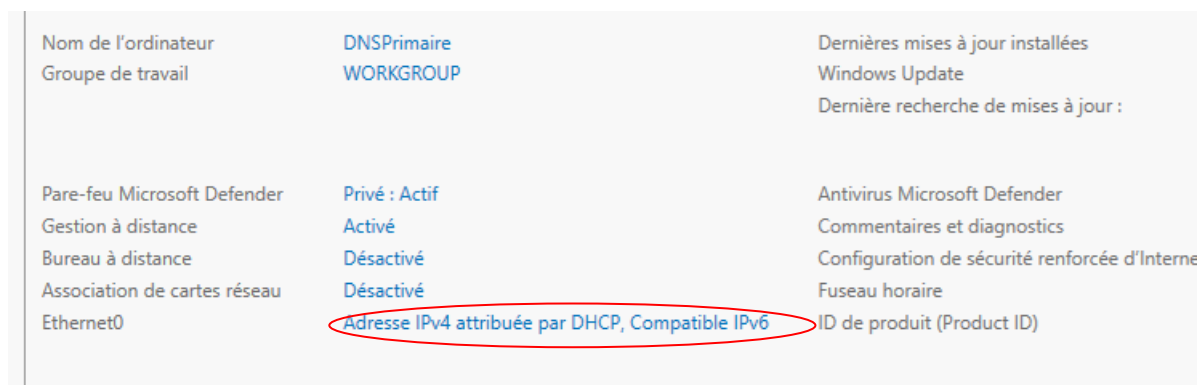 Nom de l'ordinateur DNSPrimaire Dernières mises à jour installées
Groupe de travail WORKGROUP Windows Update
Dernière recherche de mises à jour :
Pare-feu Microsoft Defender Privé : Actif Antivirus Microsoft Defender
Gestion à distance Activé Commentaires et diagnostics
Bureau à distance Désactivé Configuration de sécurité renforcée d'Interne
Association de cartes réseau Désactivé Fuseau horaire
Ethernet0 Adresse IPv4 attribuée par DHCP, Compatible IPv6 ID de produit (Product ID)